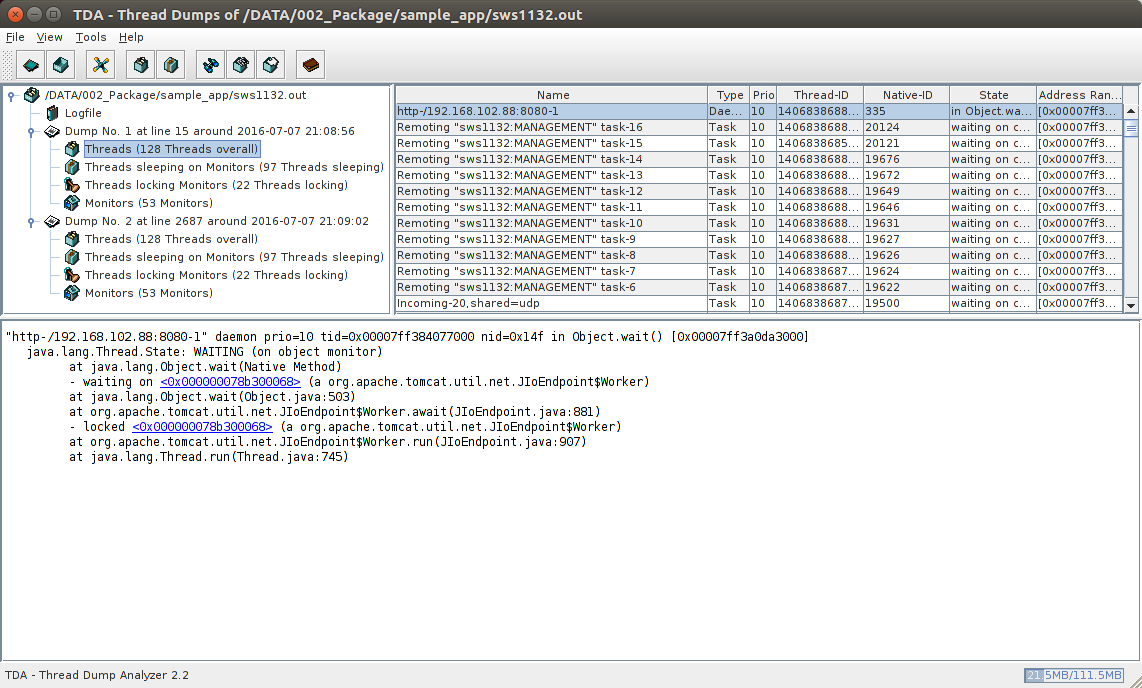 TDA - Thread Dumps of /DATA/002_Package/sample_app/sws1132.out
File View Tools Help
/DATA/002_Package/sample_app/sws1132.out
Logfile
Dump No. 1 at line 15 around 2016-07-07 21:08:56
Threads (128 Threads overall)
Threads sleeping on Monitors (97 Threads sleeping)
Threads locking Monitors (22 Threads locking)
Monitors (53 Monitors)
Dump No. 2 at line 2687 around 2016-07-07 21:09:02
Threads (128 Threads overall)
Threads sleeping on Monitors (97 Threads sleeping)
Threads locking Monitors (22 Threads locking)
Monitors (53 Monitors)
Name Type Prio Thread-ID Native-ID State Address Ran...
http-/192.168.102.88:8080-1 Dae... 10 1406838688... 335 in Object.wa... [0x00007ff3...
Remoting "sws1132:MANAGEMENT" task-16 Task 10 1406838688... 20124 waiting on c... [0x00007ff3...
Remoting "sws1132:MANAGEMENT" task-15 Task 10 1406838685... 20121 waiting on c... [0x00007ff3...
Remoting "sws1132:MANAGEMENT" task-14 Task 10 1406838688... 19676 waiting on c... [0x00007ff3...
Remoting "sws1132:MANAGEMENT" task-13 Task 10 1406838688... 19672 waiting on c... [0x00007ff3...
Remoting "sws1132:MANAGEMENT" task-12 Task 10 1406838688... 19649 waiting on c... [0x00007ff3...
Remoting "sws1132:MANAGEMENT" task-11 Task 10 1406838688... 19646 waiting on c... [0x00007ff3...
Remoting "sws1132:MANAGEMENT" task-10 Task 10 1406838688... 19631 waiting on c... [0x00007ff3...
Remoting "sws1132:MANAGEMENT" task-9 Task 10 1406838688... 19627 waiting on c... [0x00007ff3...
Remoting "sws1132:MANAGEMENT" task-8 Task 10 1406838688... 19626 waiting on c... [0x00007ff3...
Remoting "sws1132:MANAGEMENT" task-7 Task 10 1406838687... 19624 waiting on c... [0x00007ff3...
Remoting "sws1132:MANAGEMENT" task-6 Task 10 1406838687... 19622 waiting on c... [0x00007ff3...
Incoming-20,shared=udp Task 10 1406838687... 19500 waiting on c... [0x00007ff3...
"http-/192.168.102.88:8080-1" daemon prio=10 tid=0x00007ff384077000 nid=0x14f in Object.wait() [0x00007ff3a0da3000]
java.lang.Thread.State: WAITING (on object monitor)
at java.lang.Object.wait(Native Method)
- waiting on <0x000000078b300068> (a org.apache.tomcat.util.net.JIoEndpoint$Worker)
at java.lang.Object.wait(Object.java:503)
at org.apache.tomcat.util.net.JIoEndpoint$Worker.await(JIoEndpoint.java:881)
- locked <0x000000078b300068> (a org.apache.tomcat.util.net.JIoEndpoint$Worker)
at org.apache.tomcat.util.net.JIoEndpoint$Worker.run(JIoEndpoint.java:907)
at java.lang.Thread.run(Thread.java:745)
TDA - Thread Dump Analyzer 2.2
21.5MB/111.5MB